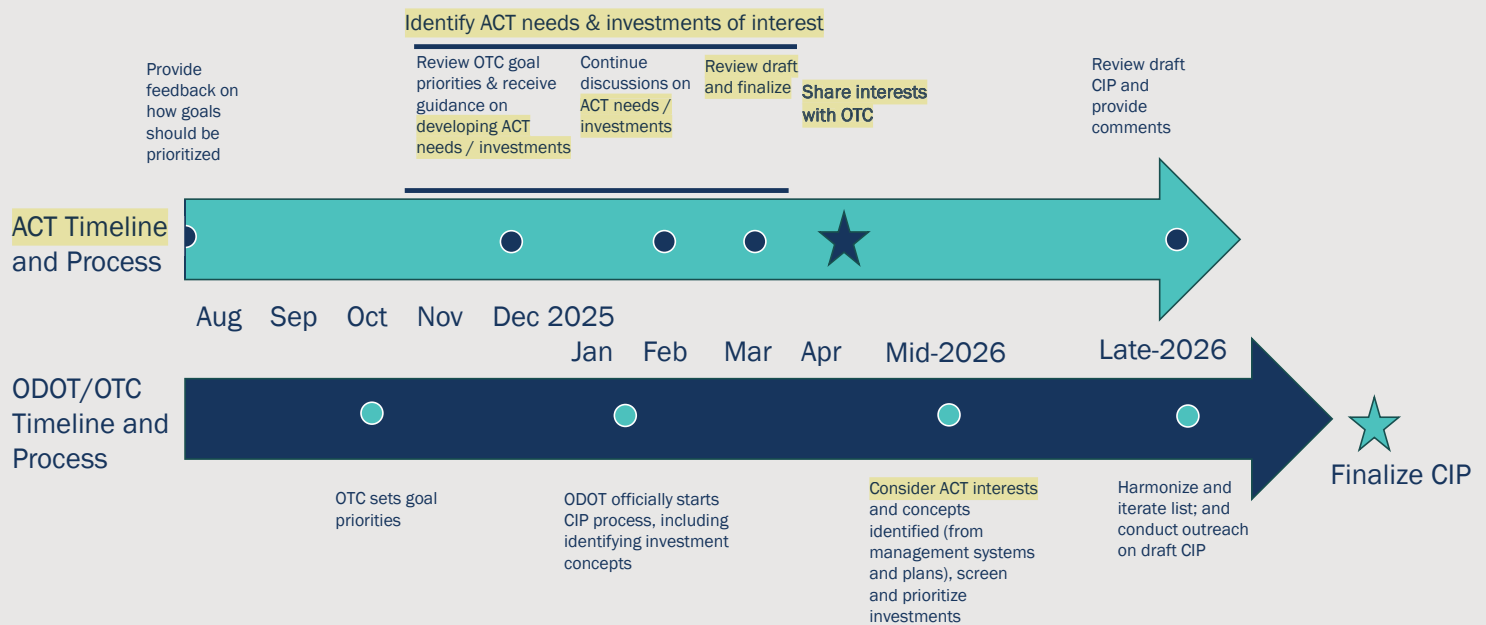 Identify ACT needs & investments of interest
Provide
feedback on
how goals
should be
prioritized
Review OTC goal
priorities & receive
guidance on
developing ACT
needs / investments
Continue
discussions on
ACT needs /
investments
Review draft
and finalize
Share interests
with OTC
Review draft
CIP and
provide
comments
ACT Timeline
and Process
Aug Sep Oct Nov Dec 2025
Jan Feb Mar Apr Mid-2026 Late-2026
ODOT/OTC
Timeline and
Process
Finalize CIP
OTC sets goal
priorities
ODOT officially starts
CIP process, including
identifying investment
concepts
Consider ACT interests
and concepts
identified (from
management systems
and plans), screen
and prioritize
investments
Harmonize and
iterate list; and
conduct outreach
on draft CIP